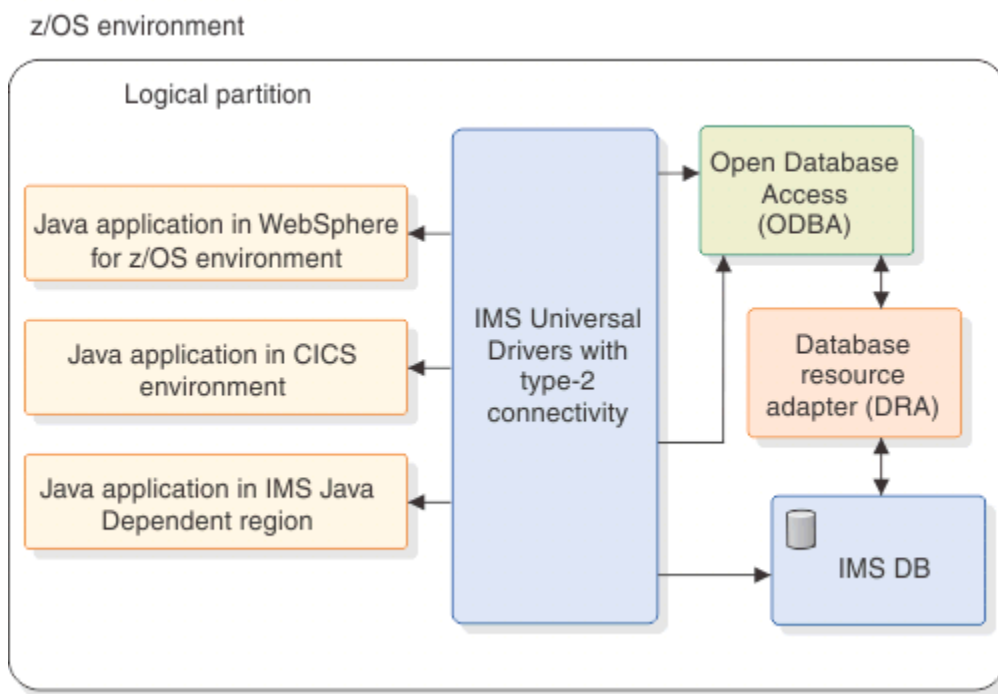 z/OS environment
Logical partition
Java application in WebSphere
for z/OS environment
Java application in CICS
environment
Java application in IMS Java
Dependent region
IMS Universal
Drivers with
type-2
connectivity
Open Database
Access
(ODBA)
Database
resource
adapter (DRA)
IMS DB